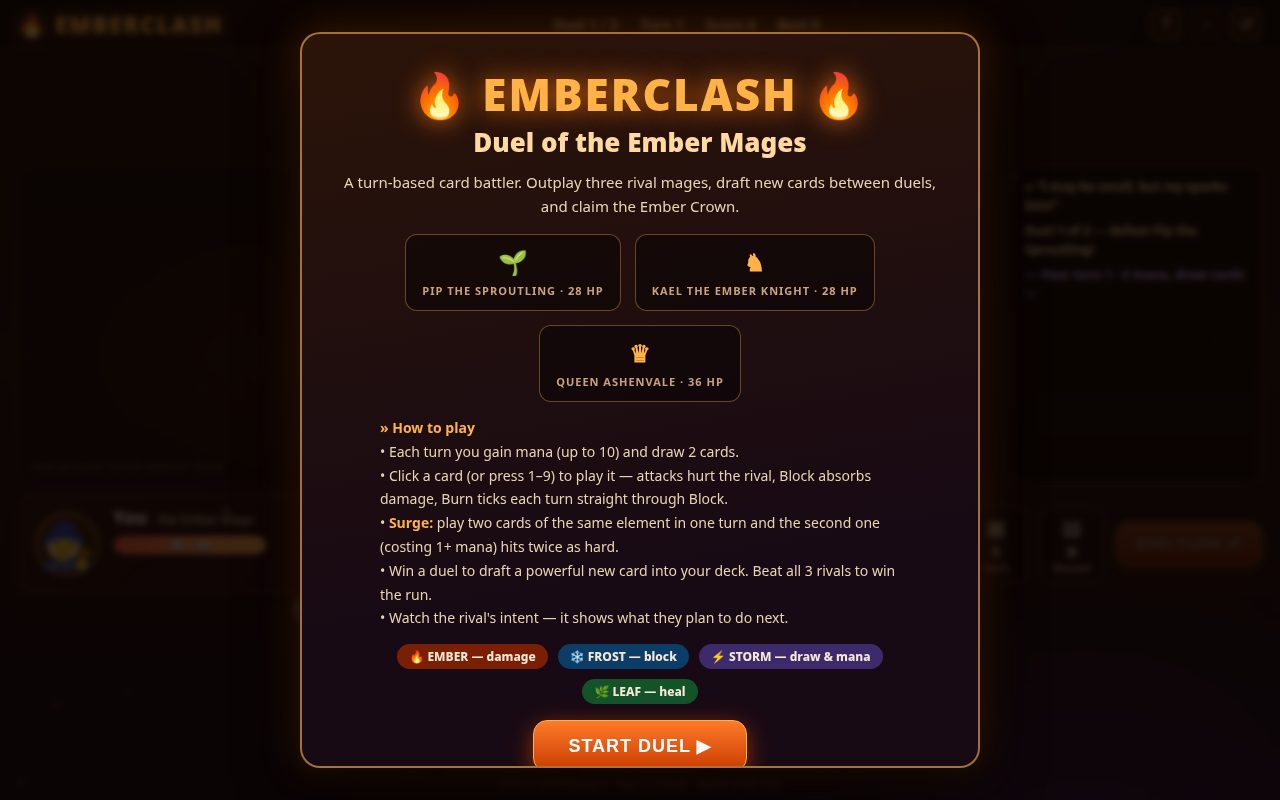 🔥 EMBERCLASH 🔥
Duel of the Ember Mages
A turn-based card battler. Outplay three rival mages, draft new cards between duels,
and claim the Ember Crown.
PIP THE SPROUTLING · 28 HP
KAEL THE EMBER KNIGHT · 28 HP
QUEEN ASHENVALE · 36 HP
» How to play
• Each turn you gain mana (up to 10) and draw 2 cards.
• Click a card (or press 1–9) to play it — attacks hurt the rival, Block absorbs
damage, Burn ticks each turn straight through Block.
• Surge: play two cards of the same element in one turn and the second one
(costing 1+ mana) hits twice as hard.
• Win a duel to draft a powerful new card into your deck. Beat all 3 rivals to win
the run.
• Watch the rival's intent — it shows what they plan to do next.
🔥 EMBER — damage
❄️ FROST — block
⚡ STORM — draw & mana
🌿 LEAF — heal
START DUEL ▶
EMBERCLASH
You